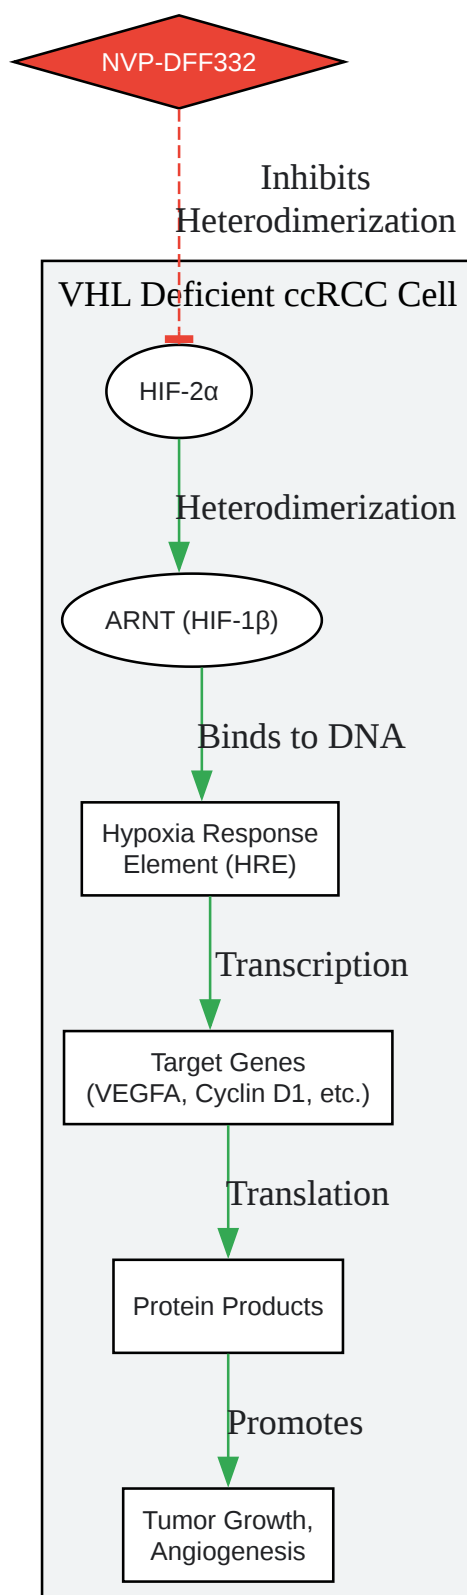 NVP-DFF332
Inhibits
Heterodimerization
VHL Deficient ccRCC Cell
HIF-2α
Heterodimerization
ARNT (HIF-1β)
Binds to DNA
Hypoxia Response
Element (HRE)
Transcription
Target Genes
(VEGFA, Cyclin D1, etc.)
Translation
Protein Products
Promotes
Tumor Growth,
Angiogenesis